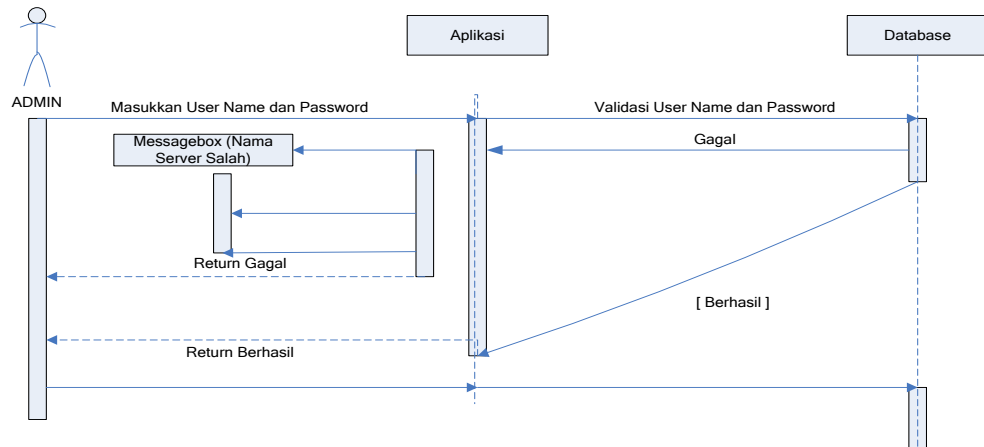 Aplikasi
Database
ADMIN
Masukkan User Name dan Password
Validasi User Name dan Password
Messagebox (Nama
Server Salah)
Gagal
Return Gagal
[ Berhasil ]
Return Berhasil